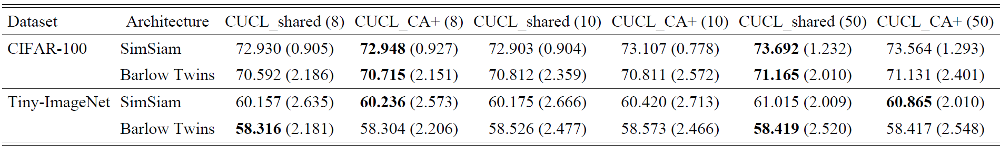 Dataset Architecture CUCL_shared (8) CUCL_CA+ (8) CUCL_shared (10) CUCL_CA+ (10) CUCL_shared (50) CUCL_CA+ (50)
CIFAR-100 SimSiam 72.930 (0.905) 72.948 (0.927) 72.903 (0.904) 73.107 (0.778) 73.692 (1.232) 73.564 (1.293)
Barlow Twins 70.592 (2.186) 70.715 (2.151) 70.812 (2.359) 70.811 (2.572) 71.165 (2.010) 71.131 (2.401)
Tiny-ImageNet SimSiam 60.157 (2.635) 60.236 (2.573) 60.175 (2.666) 60.420 (2.713) 61.015 (2.009) 60.865 (2.010)
Barlow Twins 58.316 (2.181) 58.304 (2.206) 58.526 (2.477) 58.573 (2.466) 58.419 (2.520) 58.417 (2.548)